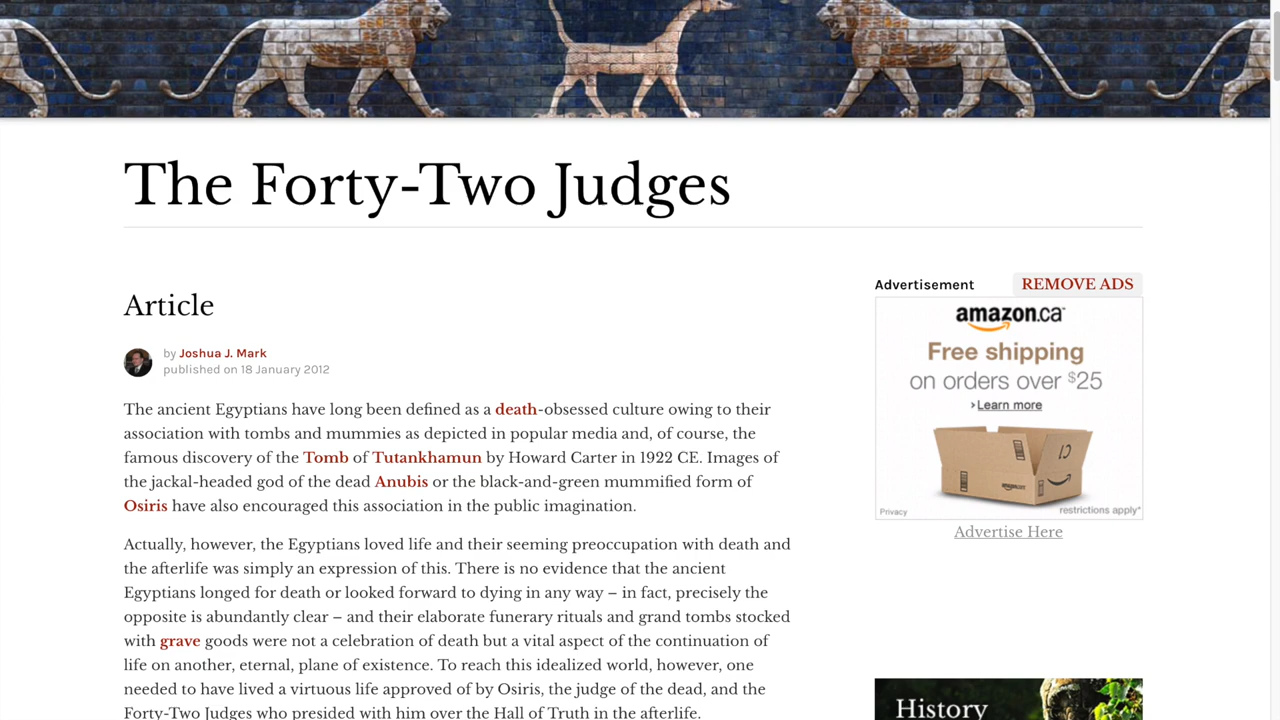 The Forty-Two Judges
Article
by Joshua J. Mark
published on 18 January 2012
The ancient Egyptians have long been defined as a death-obsessed culture owing to their
association with tombs and mummies as depicted in popular media and, of course, the
famous discovery of the Tomb of Tutankhamun by Howard Carter in 1922 CE. Images of
the jackal-headed god of the dead Anubis or the black-and-green mummified form of
Osiris have also encouraged this association in the public imagination.
Actually, however, the Egyptians loved life and their seeming preoccupation with death and
the afterlife was simply an expression of this. There is no evidence that the ancient
Egyptians longed for death or looked forward to dying in any way – in fact, precisely the
opposite is abundantly clear – and their elaborate funerary rituals and grand tombs stocked
with grave goods were not a celebration of death but a vital aspect of the continuation of
life on another, eternal, plane of existence. To reach this idealized world, however, one
needed to have lived a virtuous life approved of by Osiris, the judge of the dead, and the
Forty-Two Judges who presided with him over the Hall of Truth in the afterlife.
Advertisement
REMOVE ADS
amazon.ca
Free shipping
on orders over $25
› Learn more
amazon.com
Privacy
restrictions apply*
Advertise Here
History